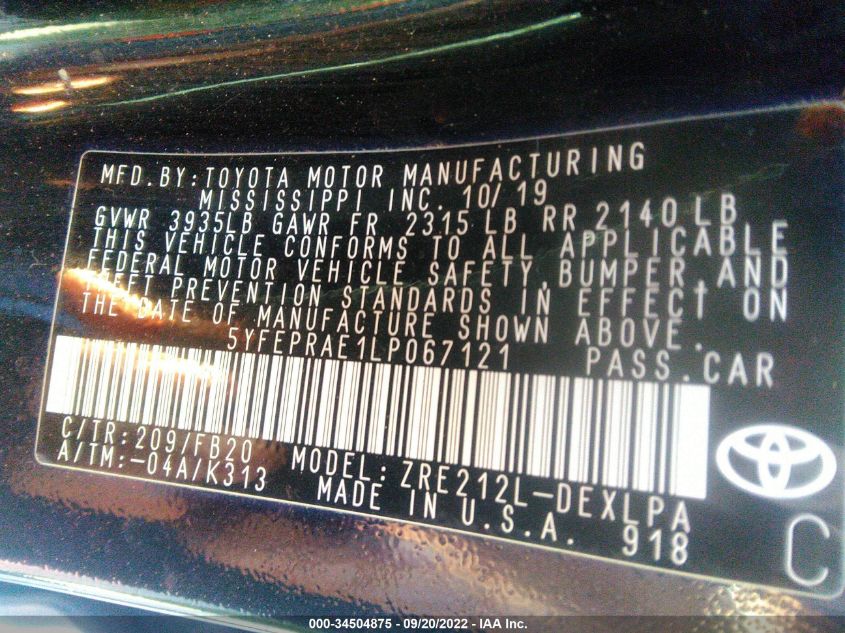 MFD.BY:TOYOTA MOTOR MANUFACTURING
MISSISSIPPI INC. 10/19
GVWR 3935LB GAWR FR 2315 LB RR 2140 LB
THIS VEHICLE CONFORMS TO ALL APPLICABLE
FEDERAL MOTOR VEHICLE SAFETY,BUMPER,AND
THEFT PREVENTION STANDARDS IN EFFECT ON
THE DATE OF MANUFACTURE SHOWN ABOVE.
5YFEPRAE1LP067121 PASS.CAR
C/TR:209/FB20 MODEL:ZRE212L-DEXLPA
A/TM:-04A/K313 MADE IN U.S.A. 918
C
000-34504875 - 09/20/2022 - IAA Inc.